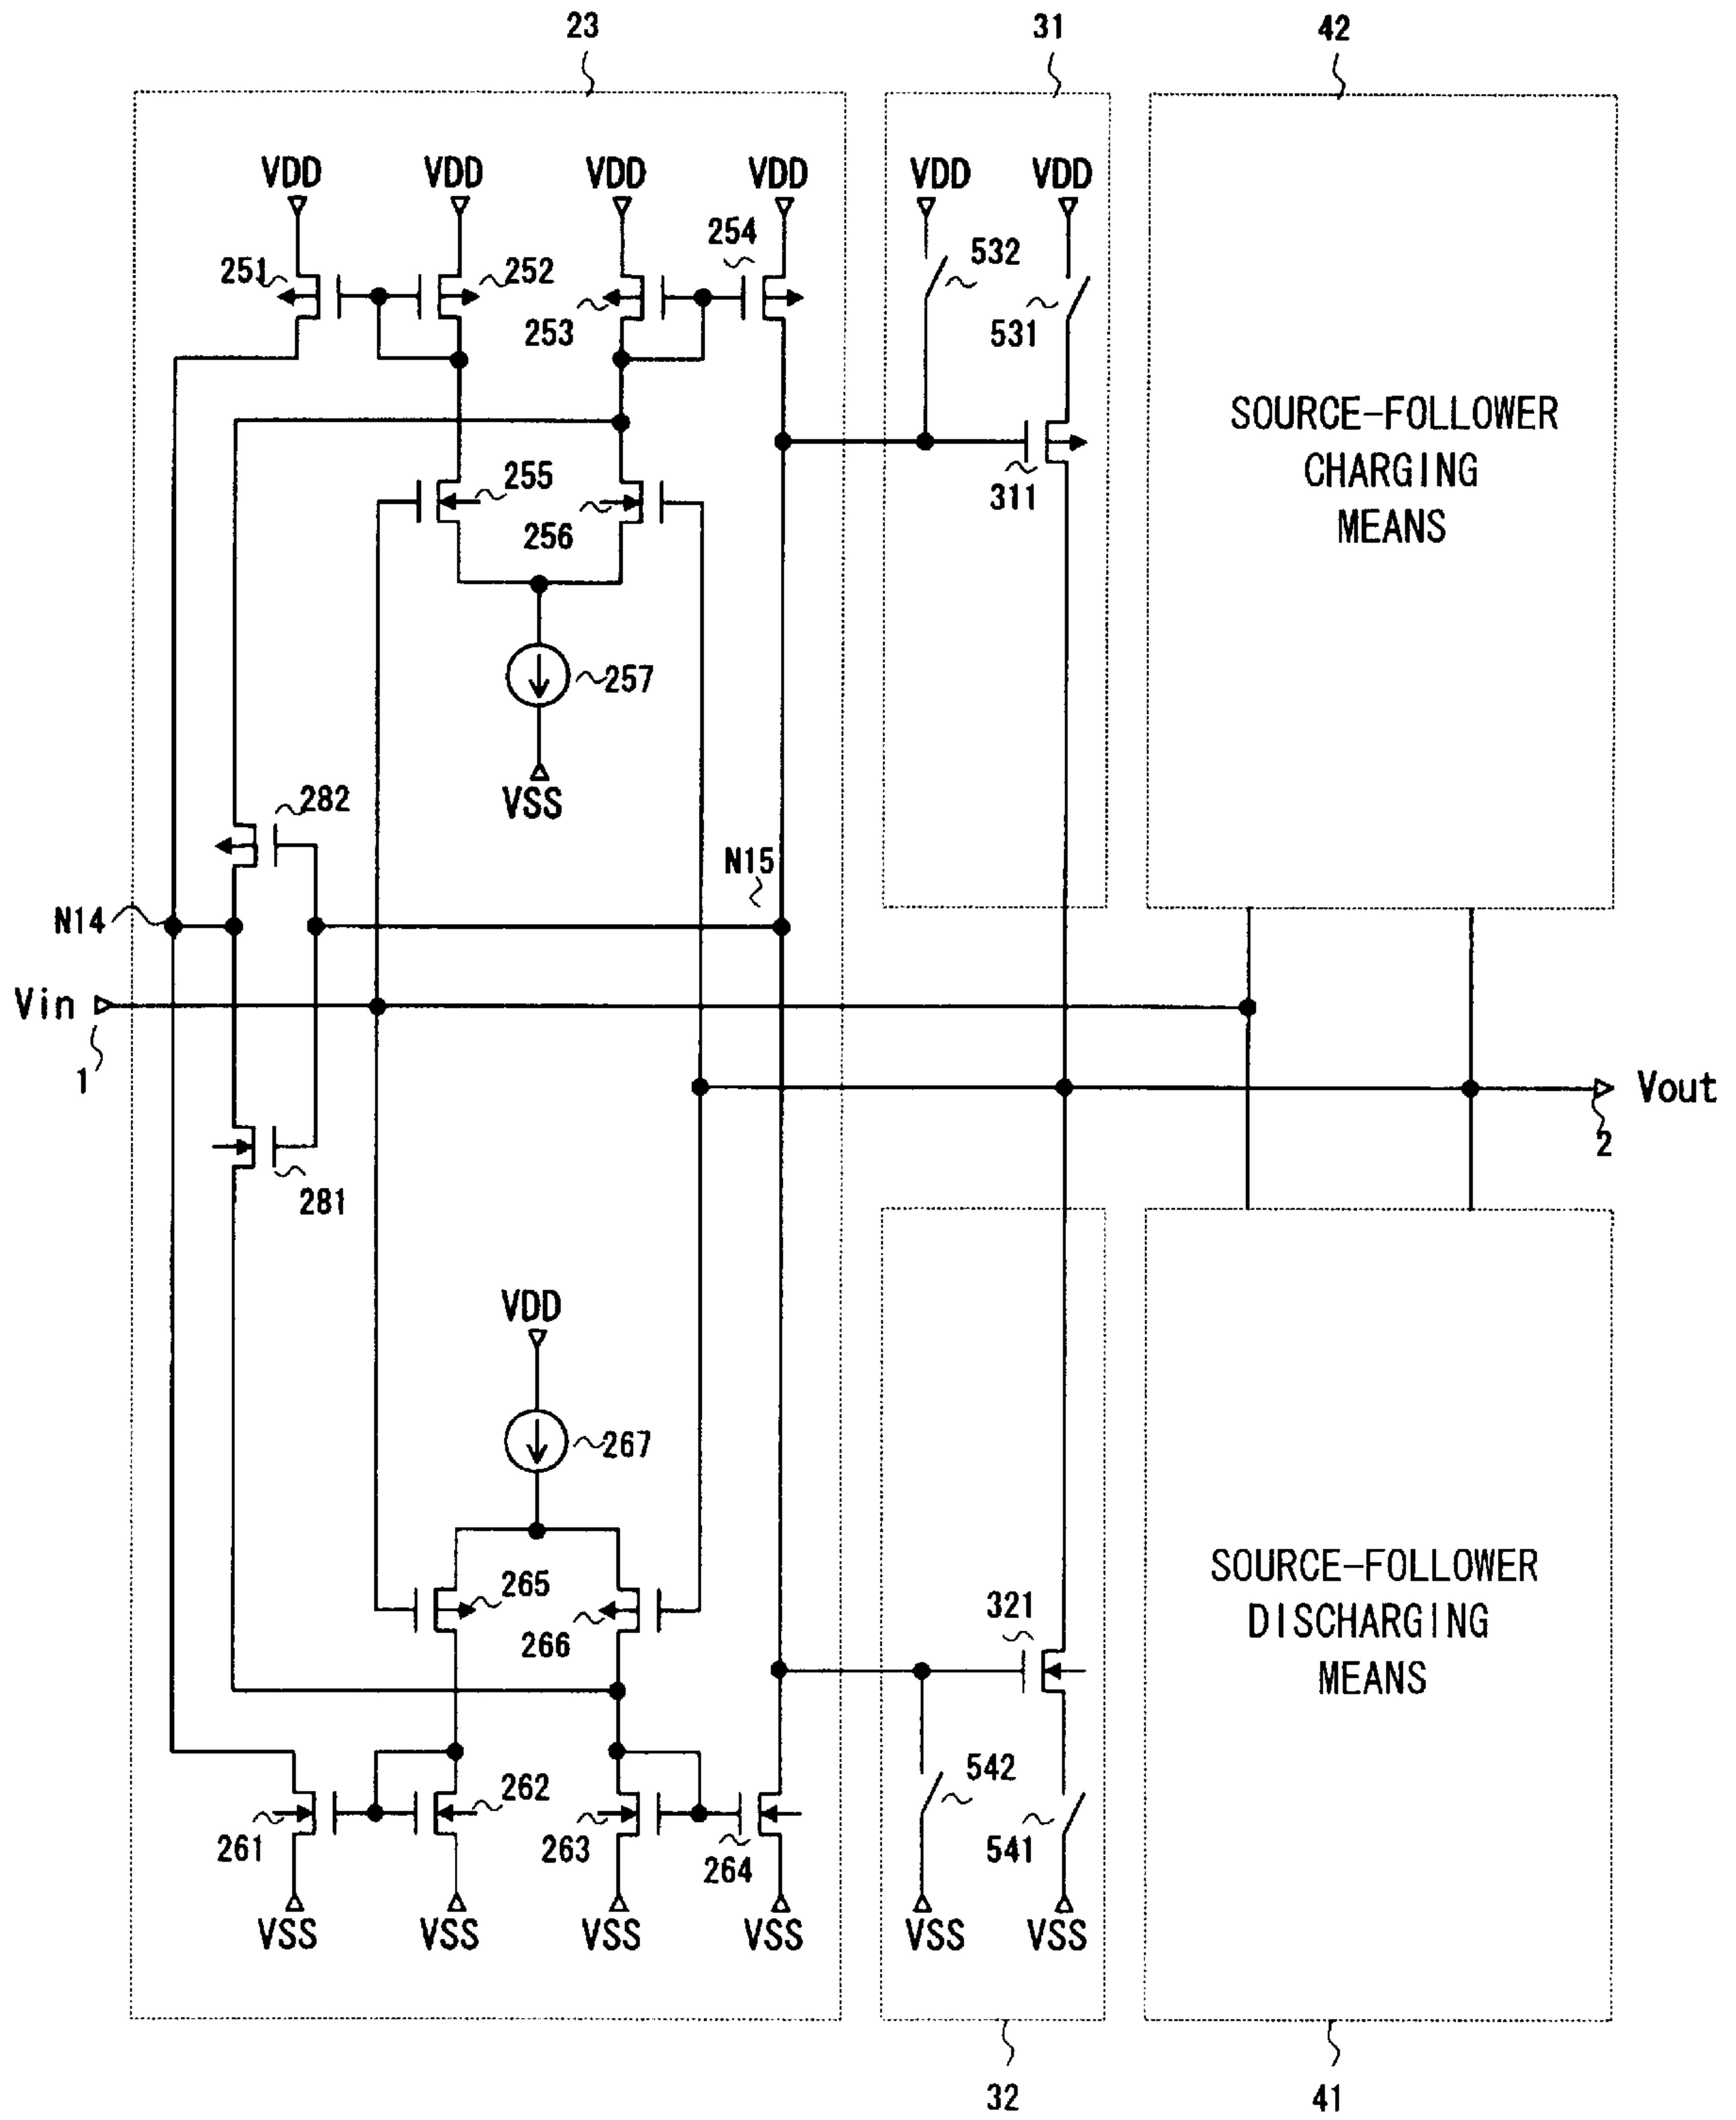 23
31
42
VDD
VDD
VDD
VDD
VDD
VDD
254
532
251
252
253
531
SOURCE-FOLLOWER
CHARGING
MEANS
255
256
311
257
VSS
282
N15
N14
Vin
1
Vout
2
281
VDD
267
265
266
321
SOURCE-FOLLOWER
DISCHARGING
MEANS
542
262
261
263
264
541
VSS
VSS
VSS
VSS
VSS
VSS
32
41